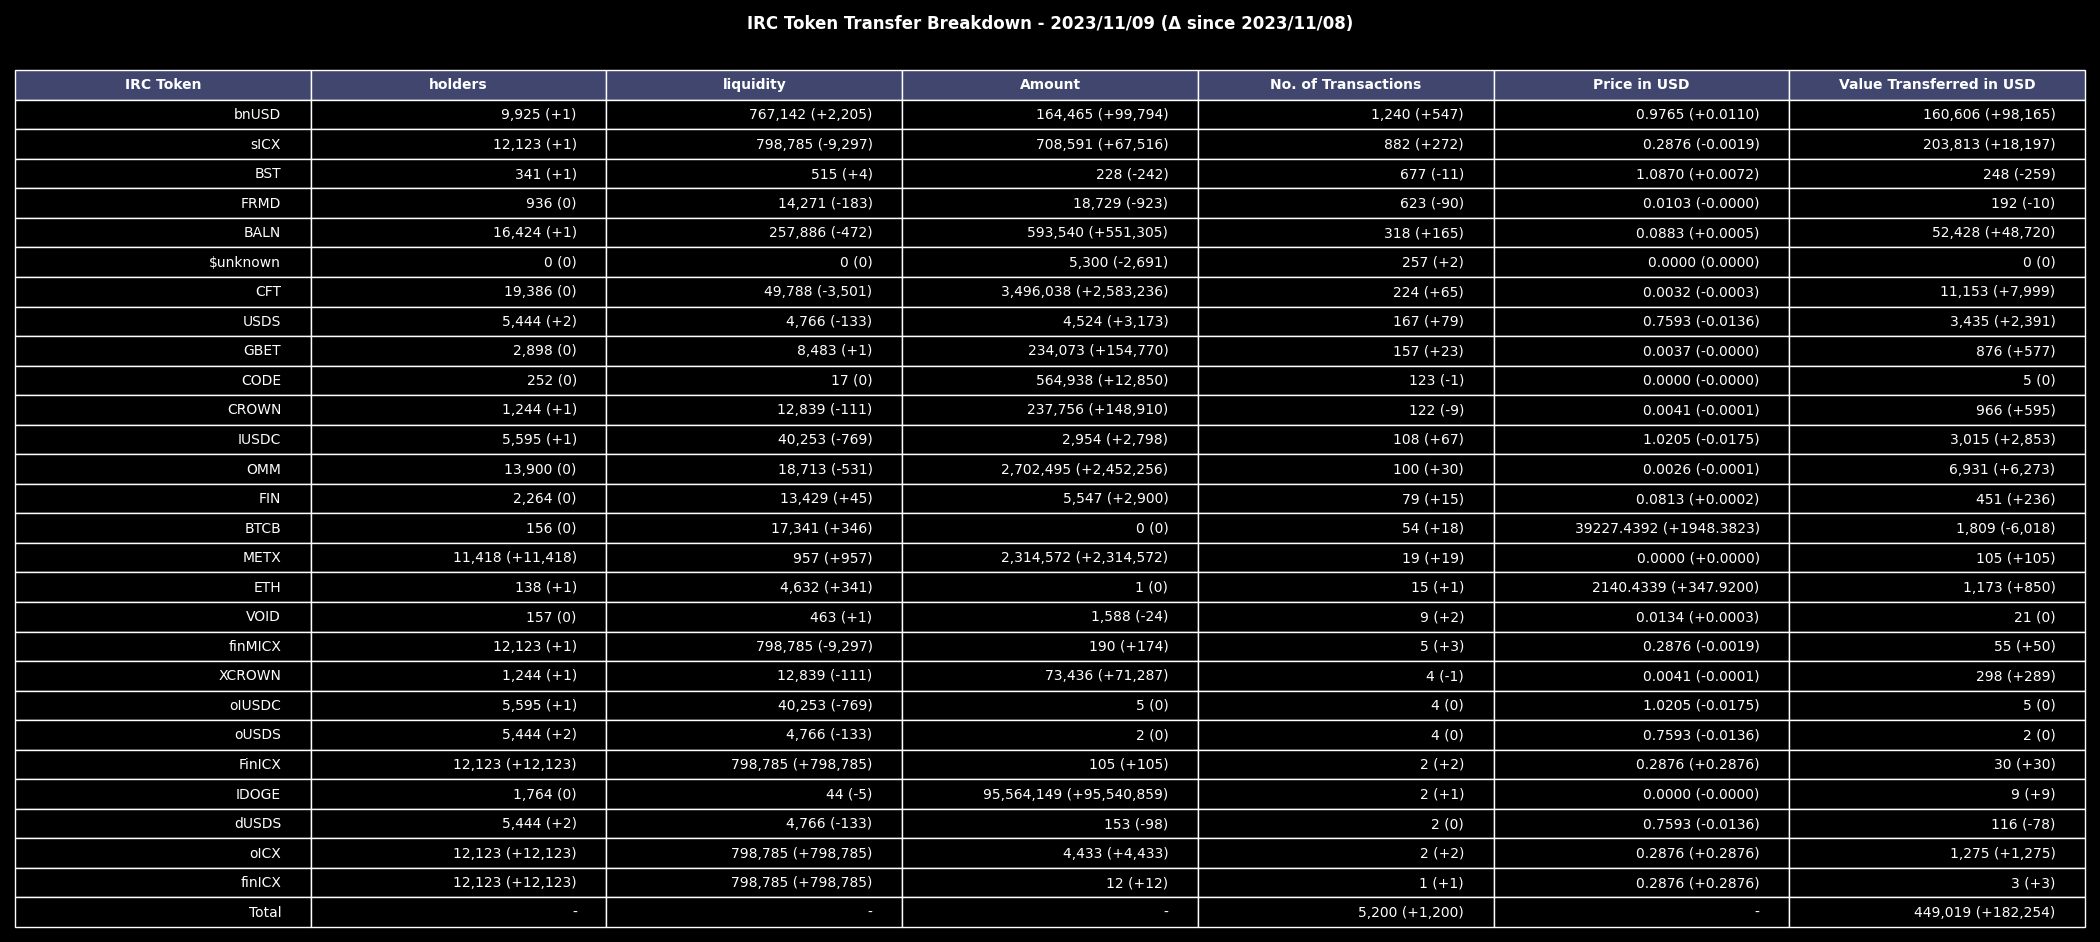 IRC Token Transfer Breakdown - 2023/11/09 (Δ since 2023/11/08)
IRC Token holders liquidity Amount No. of Transactions Price in USD Value Transferred in USD
bnUSD 9,925 (+1) 767,142 (+2,205) 164,465 (+99,794) 1,240 (+547) 0.9765 (+0.0110) 160,606 (+98,165)
sICX 12,123 (+1) 798,785 (-9,297) 708,591 (+67,516) 882 (+272) 0.2876 (-0.0019) 203,813 (+18,197)
BST 341 (+1) 515 (+4) 228 (-242) 677 (-11) 1.0870 (+0.0072) 248 (-259)
FRMD 936 (0) 14,271 (-183) 18,729 (-923) 623 (-90) 0.0103 (-0.0000) 192 (-10)
BALN 16,424 (+1) 257,886 (-472) 593,540 (+551,305) 318 (+165) 0.0883 (+0.0005) 52,428 (+48,720)
$unknown 0 (0) 0 (0) 5,300 (-2,691) 257 (+2) 0.0000 (0.0000) 0 (0)
CFT 19,386 (0) 49,788 (-3,501) 3,496,038 (+2,583,236) 224 (+65) 0.0032 (-0.0003) 11,153 (+7,999)
USDS 5,444 (+2) 4,766 (-133) 4,524 (+3,173) 167 (+79) 0.7593 (-0.0136) 3,435 (+2,391)
GBET 2,898 (0) 8,483 (+1) 234,073 (+154,770) 157 (+23) 0.0037 (-0.0000) 876 (+577)
CODE 252 (0) 17 (0) 564,938 (+12,850) 123 (-1) 0.0000 (-0.0000) 5 (0)
CROWN 1,244 (+1) 12,839 (-111) 237,756 (+148,910) 122 (-9) 0.0041 (-0.0001) 966 (+595)
IUSDC 5,595 (+1) 40,253 (-769) 2,954 (+2,798) 108 (+67) 1.0205 (-0.0175) 3,015 (+2,853)
OMM 13,900 (0) 18,713 (-531) 2,702,495 (+2,452,256) 100 (+30) 0.0026 (-0.0001) 6,931 (+6,273)
FIN 2,264 (0) 13,429 (+45) 5,547 (+2,900) 79 (+15) 0.0813 (+0.0002) 451 (+236)
BTCB 156 (0) 17,341 (+346) 0 (0) 54 (+18) 39227.4392 (+1948.3823) 1,809 (-6,018)
METX 11,418 (+11,418) 957 (+957) 2,314,572 (+2,314,572) 19 (+19) 0.0000 (+0.0000) 105 (+105)
ETH 138 (+1) 4,632 (+341) 1 (0) 15 (+1) 2140.4339 (+347.9200) 1,173 (+850)
VOID 157 (0) 463 (+1) 1,588 (-24) 9 (+2) 0.0134 (+0.0003) 21 (0)
finMICX 12,123 (+1) 798,785 (-9,297) 190 (+174) 5 (+3) 0.2876 (-0.0019) 55 (+50)
XCROWN 1,244 (+1) 12,839 (-111) 73,436 (+71,287) 4 (-1) 0.0041 (-0.0001) 298 (+289)
oIUSDC 5,595 (+1) 40,253 (-769) 5 (0) 4 (0) 1.0205 (-0.0175) 5 (0)
oUSDS 5,444 (+2) 4,766 (-133) 2 (0) 4 (0) 0.7593 (-0.0136) 2 (0)
FinICX 12,123 (+12,123) 798,785 (+798,785) 105 (+105) 2 (+2) 0.2876 (+0.2876) 30 (+30)
IDOGE 1,764 (0) 44 (-5) 95,564,149 (+95,540,859) 2 (+1) 0.0000 (-0.0000) 9 (+9)
dUSDS 5,444 (+2) 4,766 (-133) 153 (-98) 2 (0) 0.7593 (-0.0136) 116 (-78)
oICX 12,123 (+12,123) 798,785 (+798,785) 4,433 (+4,433) 2 (+2) 0.2876 (+0.2876) 1,275 (+1,275)
finICX 12,123 (+12,123) 798,785 (+798,785) 12 (+12) 1 (+1) 0.2876 (+0.2876) 3 (+3)
Total - - - 5,200 (+1,200) - 449,019 (+182,254)